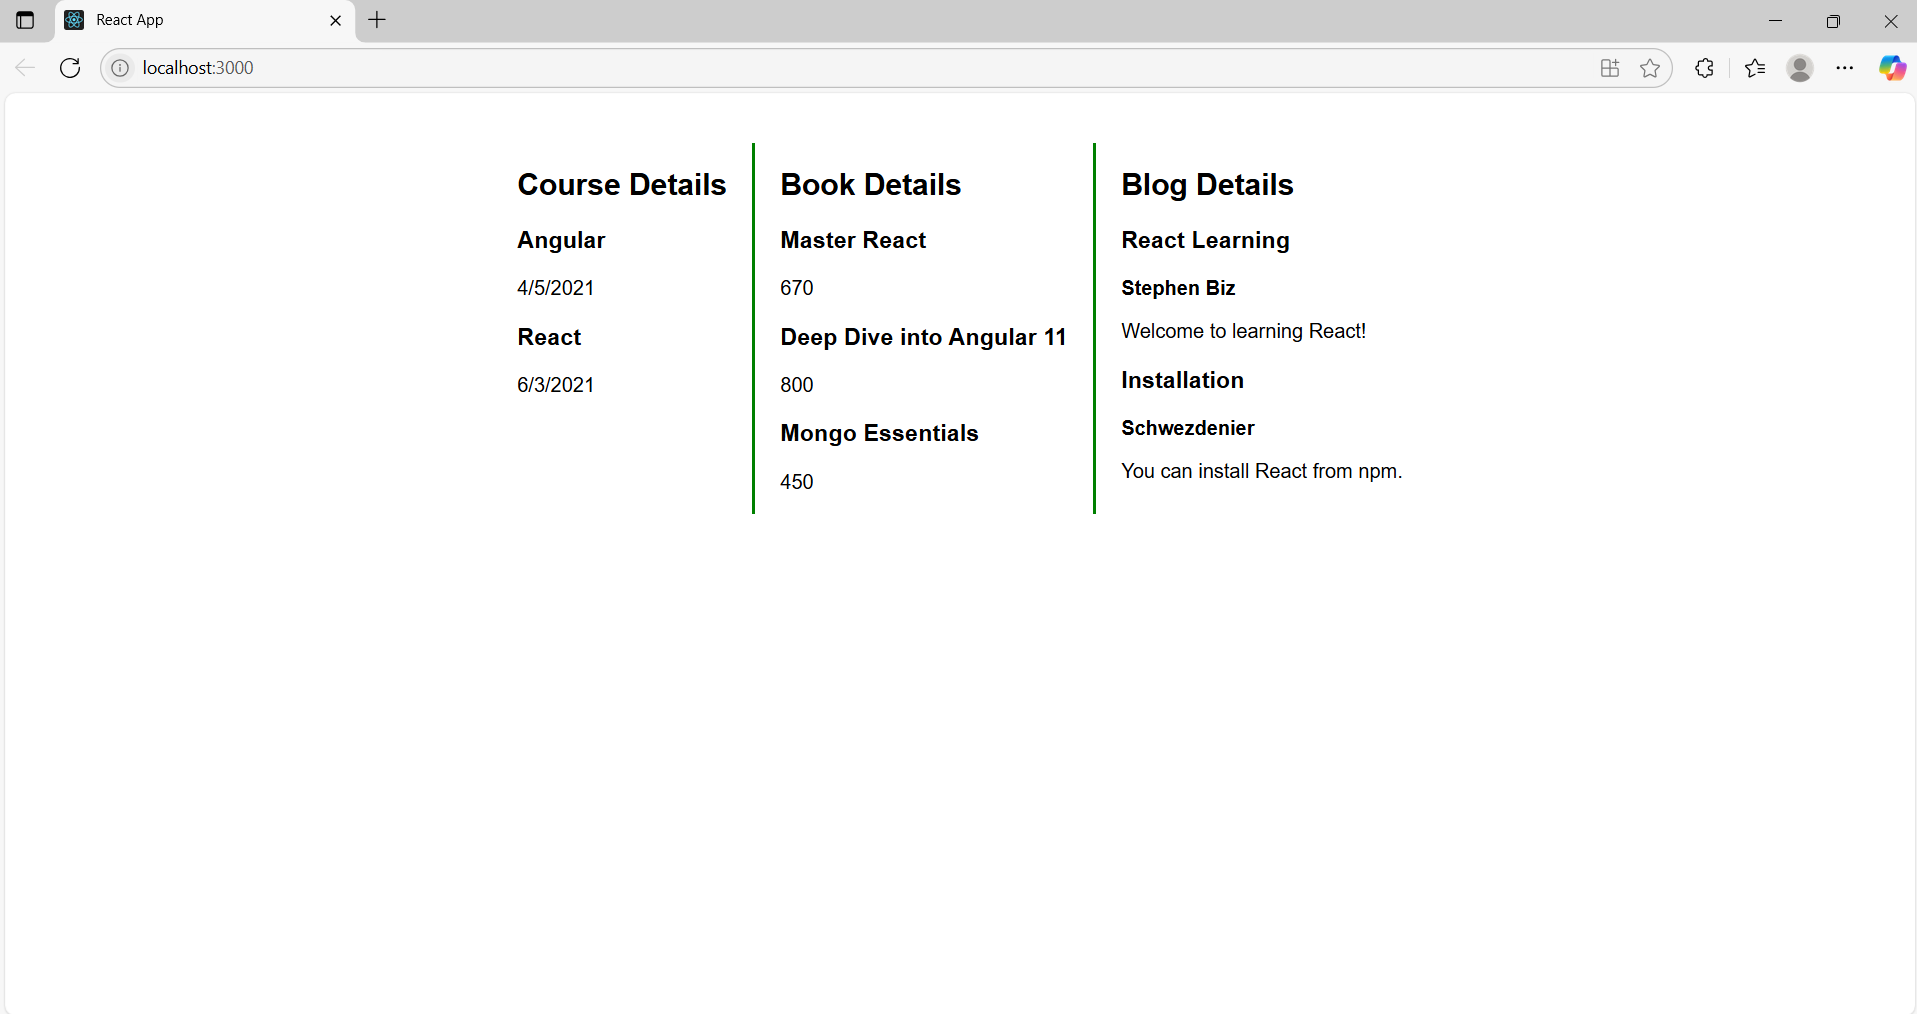 React App
localhost:3000
Course Details
Angular
4/5/2021
React
6/3/2021
Book Details
Master React
670
Deep Dive into Angular 11
800
Mongo Essentials
450
Blog Details
React Learning
Stephen Biz
Welcome to learning React!
Installation
Schwezdenier
You can install React from npm.